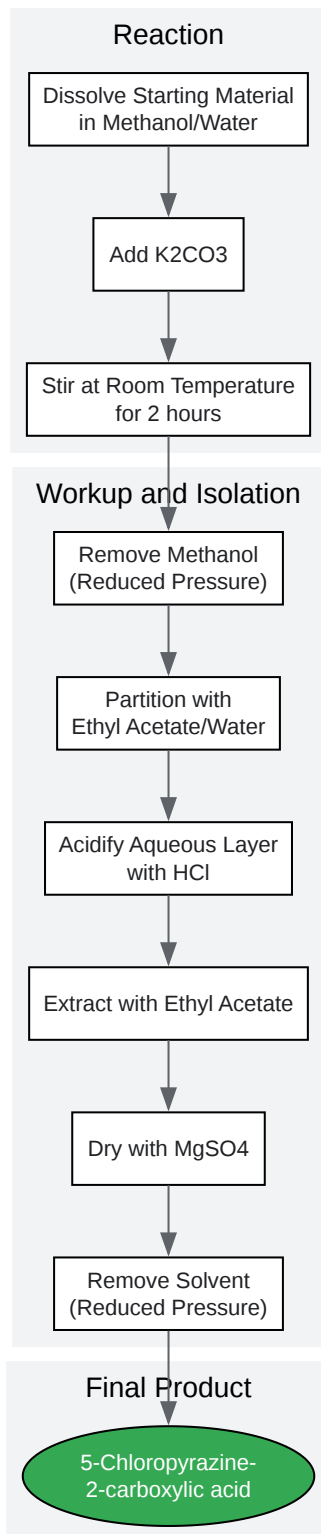 Reaction
Dissolve Starting Material
in Methanol/Water
Add K2CO3
Stir at Room Temperature
for 2 hours
Workup and Isolation
Remove Methanol
(Reduced Pressure)
Partition with
Ethyl Acetate/Water
Acidify Aqueous Layer
with HCl
Extract with Ethyl Acetate
Dry with MgSO4
Remove Solvent
(Reduced Pressure)
Final Product
5-Chloropyrazine-
2-carboxylic acid